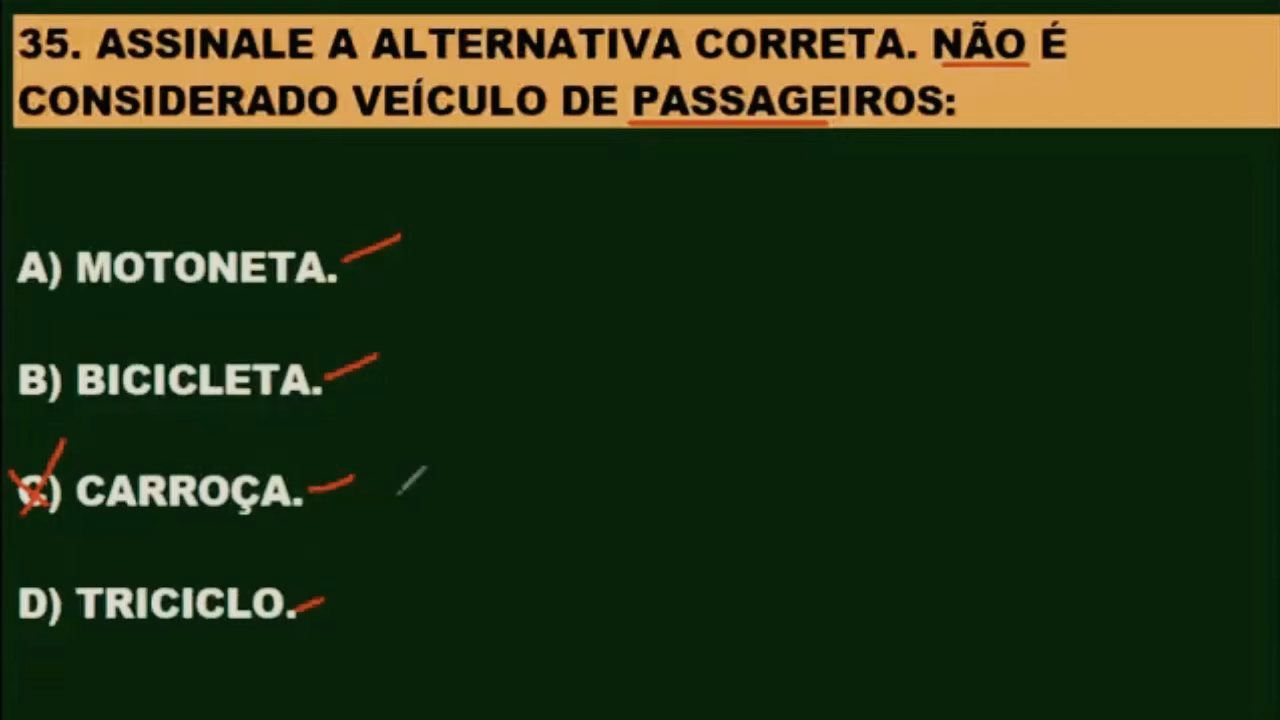 35. ASSINALE A ALTERNATIVA CORRETA. NÃO É
CONSIDERADO VEÍCULO DE PASSAGEIROS:
A) MOTONETA.
B) BICICLETA.
C) CARROÇA.
D) TRICICLO.